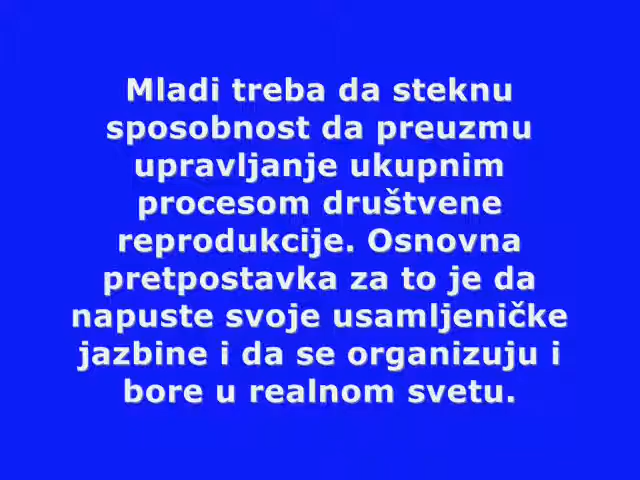 Mladi treba da steknu
sposobnost da preuzmu
upravljanje ukupnim
procesom društvene
reprodukcije. Osnovna
pretpostavka za to je da
napuste svoje usamljeničke
jazbine i da se organizuju i
bore u realnom svetu.